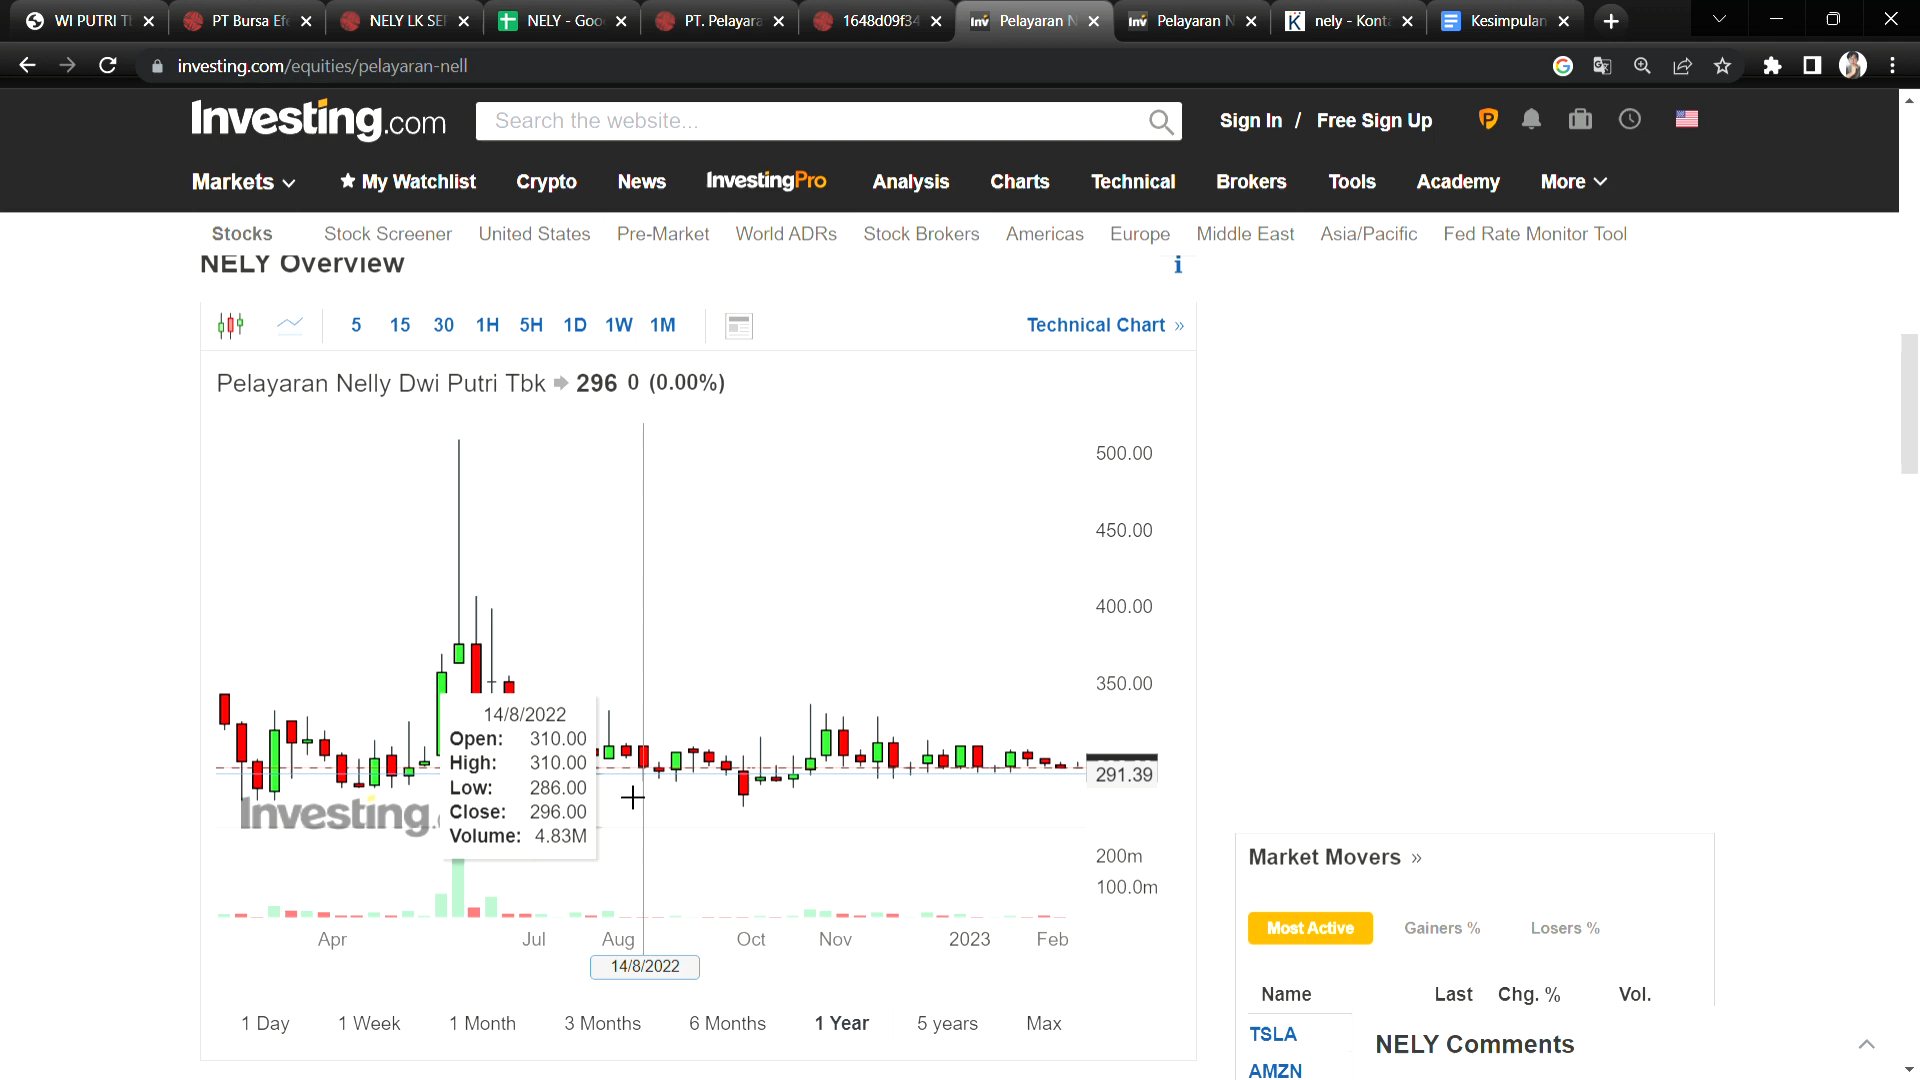 WI PUTRI T
PT Bursa Efe
NELY LK SE
NELY - Goo
PT. Pelayara
1648d09f34
Pelayaran N
Pelayaran N
nely - Konta
Kesimpulan
investing.com/equities/pelayaran-nell
Investing.com
Search the website...
Sign In / Free Sign Up
Markets
My Watchlist
Crypto
News
InvestingPro
Analysis
Charts
Technical
Brokers
Tools
Academy
More
Stocks
Stock Screener
United States
Pre-Market
World ADRs
Stock Brokers
Americas
Europe
Middle East
Asia/Pacific
Fed Rate Monitor Tool
NELY Overview
5 15 30 1H 5H 1D 1W 1M
Technical Chart »
Pelayaran Nelly Dwi Putri Tbk 296 0 (0.00%)
500.00
450.00
400.00
350.00
291.39
14/8/2022
Open: 310.00
High: 310.00
Low: 286.00
Close: 296.00
Volume: 4.83M
Investing.
200m
100.0m
Apr Jul Aug Oct Nov 2023 Feb
14/8/2022
1 Day 1 Week 1 Month 3 Months 6 Months 1 Year 5 years Max
Market Movers »
Most Active Gainers % Losers %
Name Last Chg. % Vol.
TSLA
AMZN
NELY Comments